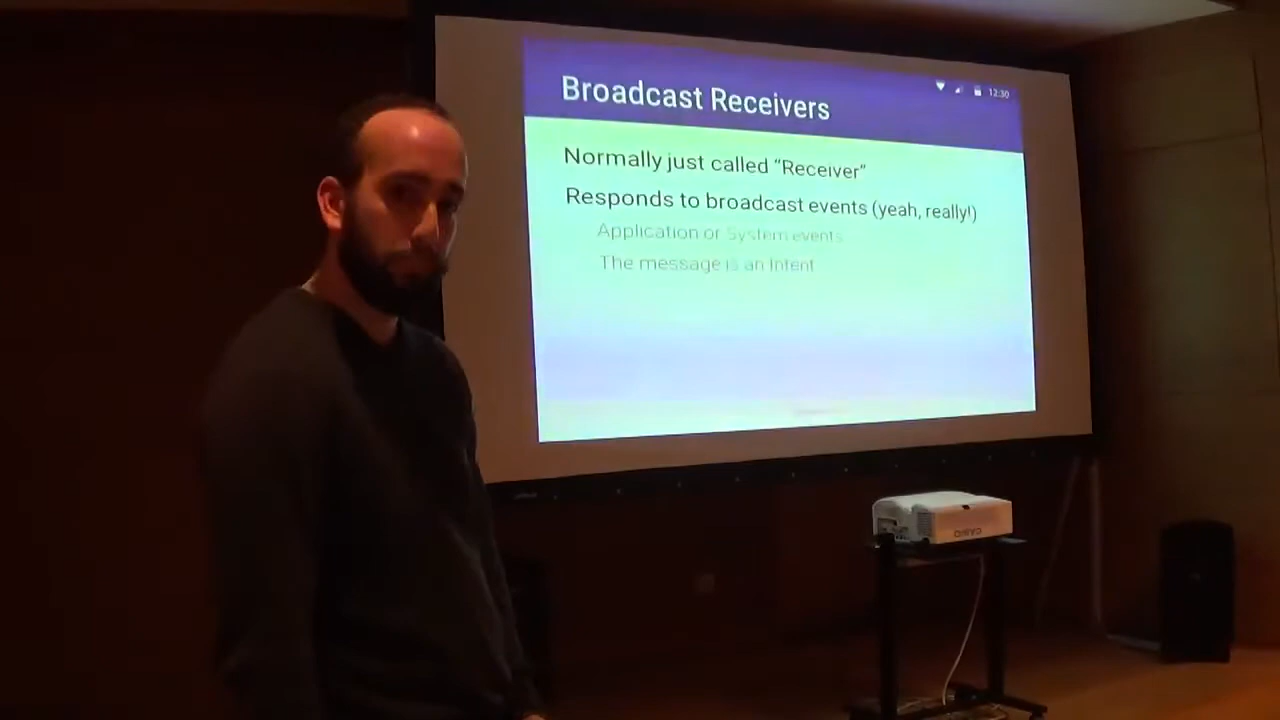 12:30
Broadcast Receivers
Normally just called “Receiver”
Responds to broadcast events (yeah, really!)
Application or System events
The message is an Intent